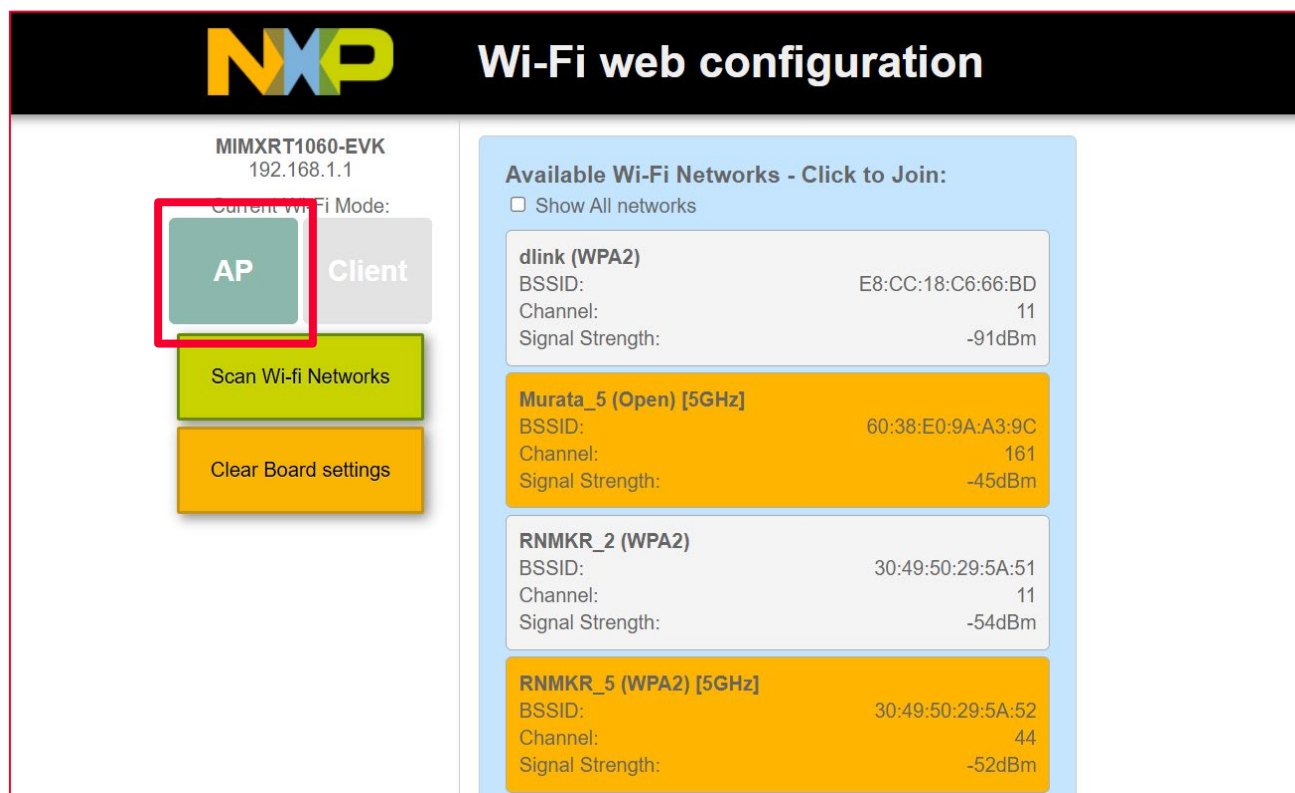 NXP
Wi-Fi web configuration
MIMXRT1060-EVK
192.168.1.1
Current Wi-Fi Mode:
AP
Client
Scan Wi-fi Networks
Clear Board settings
Available Wi-Fi Networks - Click to Join:
Show All networks
dlink (WPA2)
BSSID: E8:CC:18:C6:66:BD
Channel: 11
Signal Strength: -91dBm
Murata_5 (Open) [5GHz]
BSSID: 60:38:E0:9A:A3:9C
Channel: 161
Signal Strength: -45dBm
RNMKR_2 (WPA2)
BSSID: 30:49:50:29:5A:51
Channel: 11
Signal Strength: -54dBm
RNMKR_5 (WPA2) [5GHz]
BSSID: 30:49:50:29:5A:52
Channel: 44
Signal Strength: -52dBm